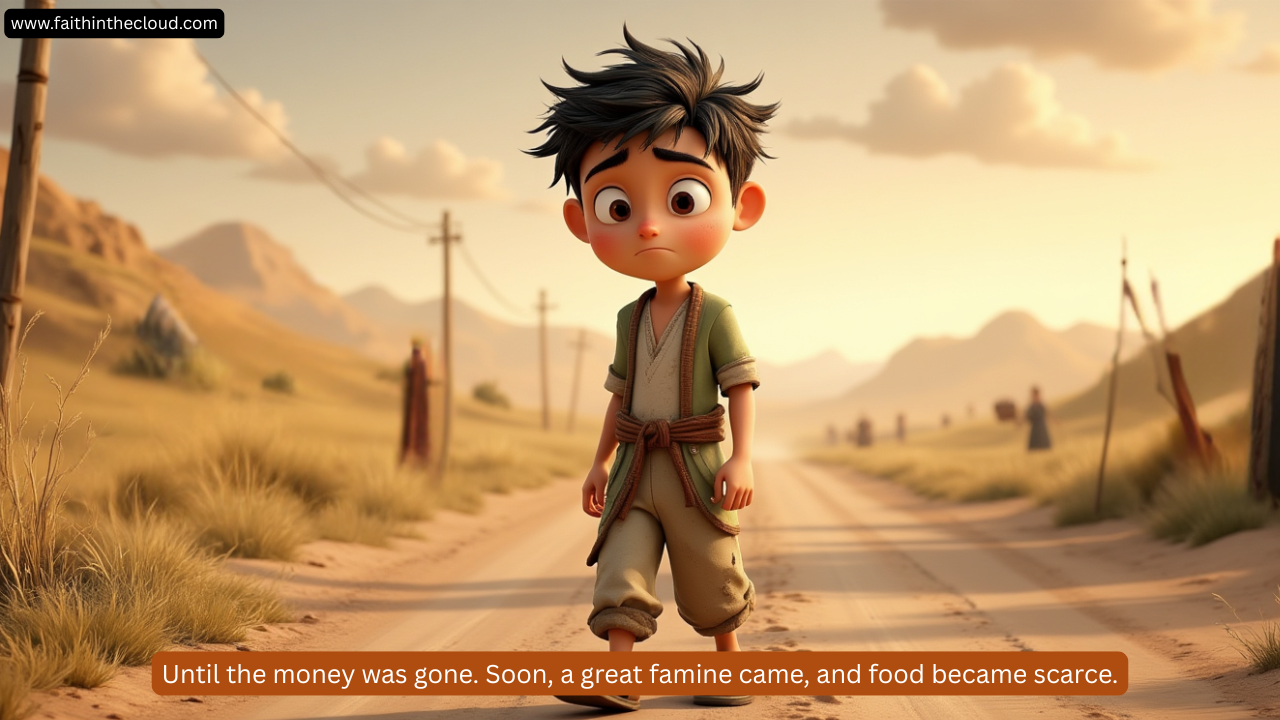 www.faithinthecloud.com
Until the money was gone. Soon, a great famine came, and food became scarce.